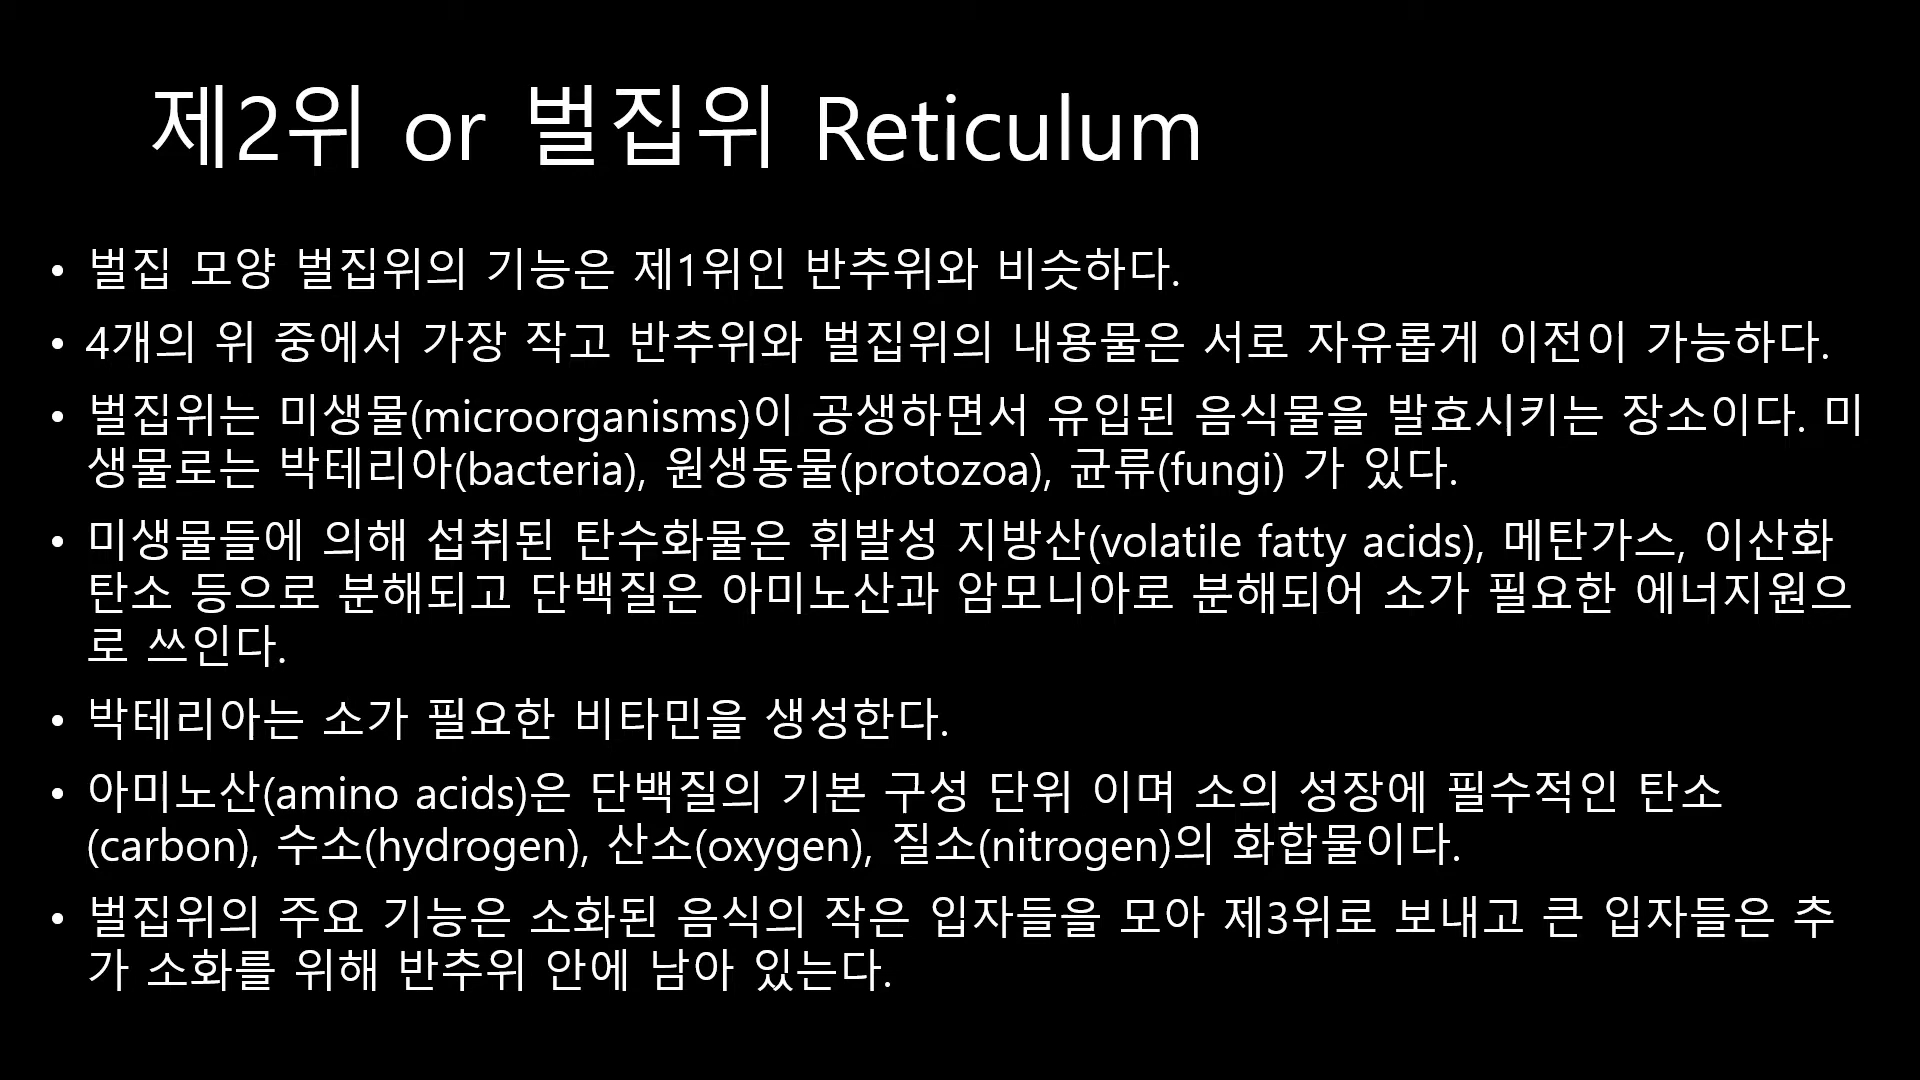 제2위 or 벌집위 Reticulum
• 벌집 모양 벌집위의 기능은 제1위인 반추위와 비슷하다.
• 4개의 위 중에서 가장 작고 반추위와 벌집위의 내용물은 서로 자유롭게 이전이 가능하다.
• 벌집위는 미생물(microorganisms)이 공생하면서 유입된 음식물을 발효시키는 장소이다. 미
생물로는 박테리아(bacteria), 원생동물(protozoa), 균류(fungi) 가 있다.
• 미생물들에 의해 섭취된 탄수화물은 휘발성 지방산(volatile fatty acids), 메탄가스, 이산화
탄소 등으로 분해되고 단백질은 아미노산과 암모니아로 분해되어 소가 필요한 에너지원으
로 쓰인다.
• 박테리아는 소가 필요한 비타민을 생성한다.
• 아미노산(amino acids)은 단백질의 기본 구성 단위 이며 소의 성장에 필수적인 탄소
(carbon), 수소(hydrogen), 산소(oxygen), 질소(nitrogen)의 화합물이다.
• 벌집위의 주요 기능은 소화된 음식의 작은 입자들을 모아 제3위로 보내고 큰 입자들은 추
가 소화를 위해 반추위 안에 남아 있는다.